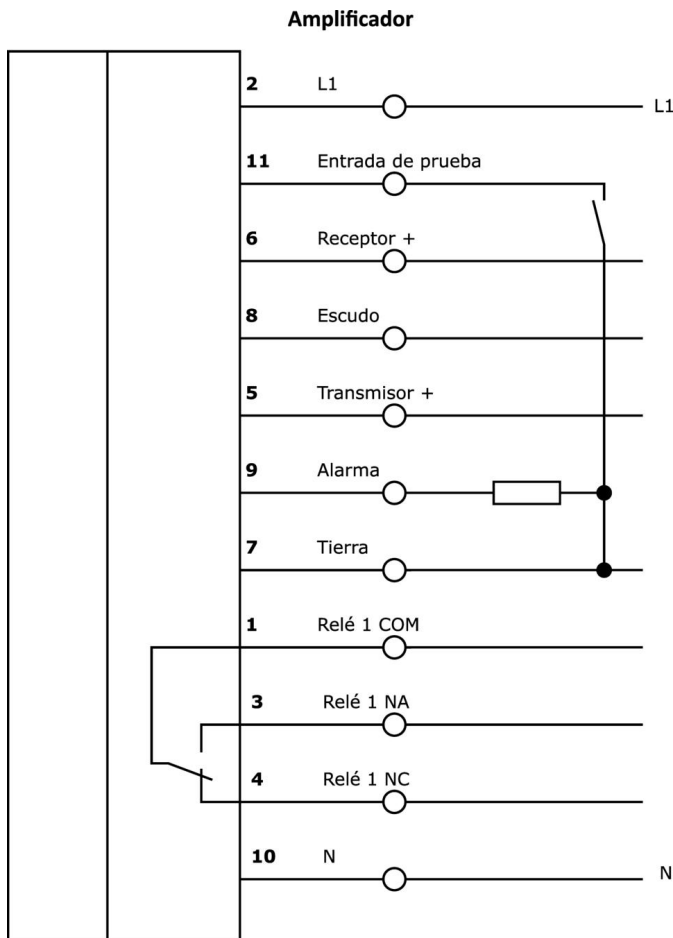 Amplificador
2 L1
L1
11 Entrada de prueba
6 Receptor +
8 Escudo
5 Transmisor +
9 Alarma
7 Tierra
1 Relé 1 COM
3 Relé 1 NA
4 Relé 1 NC
10 N
N